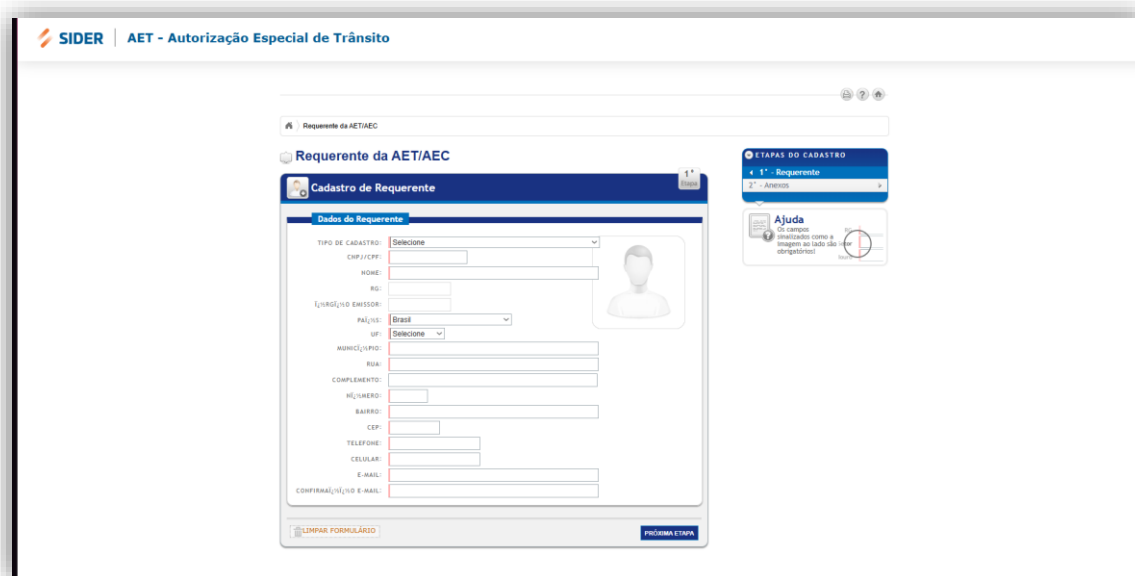 SIDER AET - Autorização Especial de Trânsito
Requerente da AET/AEC
Requerente da AET/AEC
Cadastro de Requerente
1ª
Etapa
Dados do Requerente
TIPO DE CADASTRO: Selecione
CNPJ/CPF:
NOME:
RG:
ï¿½RGï¿½O EMISSOR:
PAï¿½S: Brasil
UF: Selecione
MUNICï¿½PIO:
RUA:
COMPLEMENTO:
Nï¿½MERO:
BAIRRO:
CEP:
TELEFONE:
CELULAR:
E-MAIL:
CONFIRMAï¿½ï¿½O E-MAIL:
LIMPAR FORMULÁRIO
PRÓXIMA ETAPA
ETAPAS DO CADASTRO
1ª - Requerente
2ª - Anexos
Ajuda
Os campos
sinalizados como a
imagem ao lado são
obrigatórios!